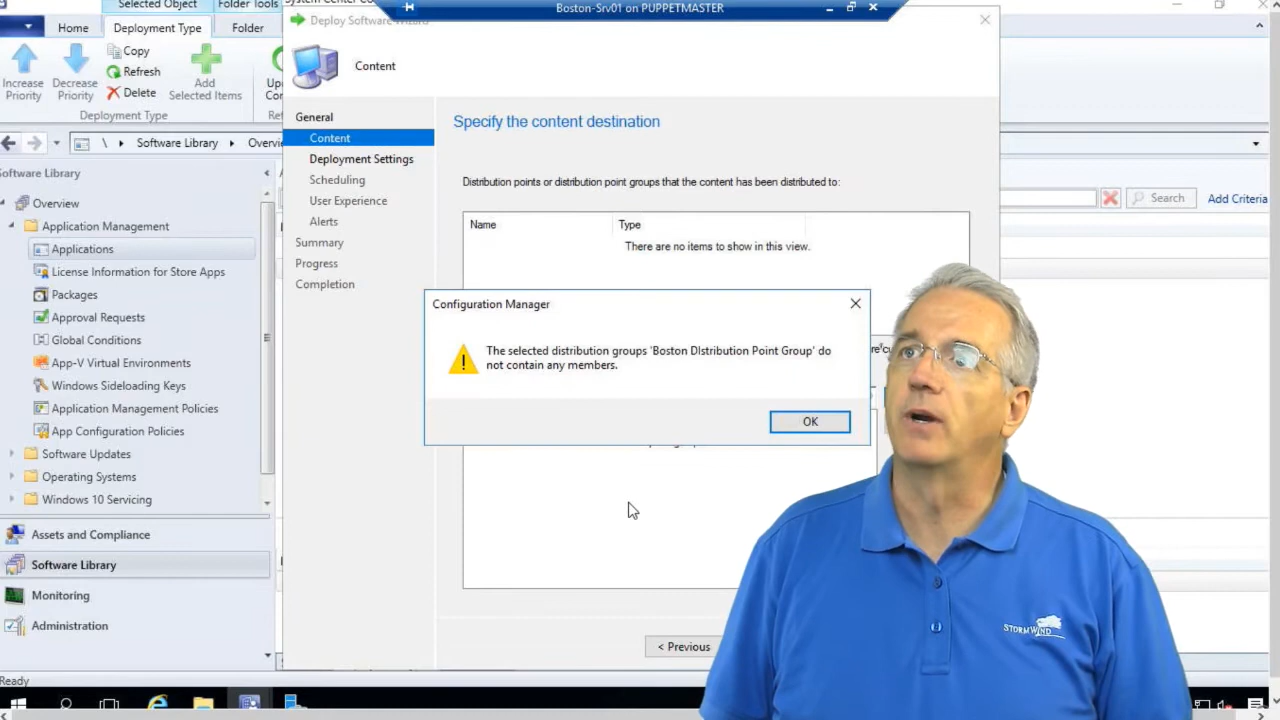 System Center Co
Selected Object
Folder Tools
Boston-Srv01 on PUPPETMASTER
Home
Deployment Type
Folder
Deploy Software Wizard
Increase Priority
Decrease Priority
Copy
Refresh
Delete
Add Selected Items
Deployment Type
\ Software Library
Content
Software Library
Overview
Application Management
Applications
License Information for Store Apps
Packages
Approval Requests
Global Conditions
App-V Virtual Environments
Windows Sideloading Keys
Application Management Policies
App Configuration Policies
Software Updates
Operating Systems
Windows 10 Servicing
Assets and Compliance
Software Library
Monitoring
Administration
Ready
General
Content
Deployment Settings
Scheduling
User Experience
Alerts
Summary
Progress
Completion
Specify the content destination
Distribution points or distribution point groups that the content has been distributed to:
Name Type
There are no items to show in this view.
Search
Add Criteria
Configuration Manager
The selected distribution groups 'Boston DIstribution Point Group' do
not contain any members.
OK
< Previous
STORMWIND